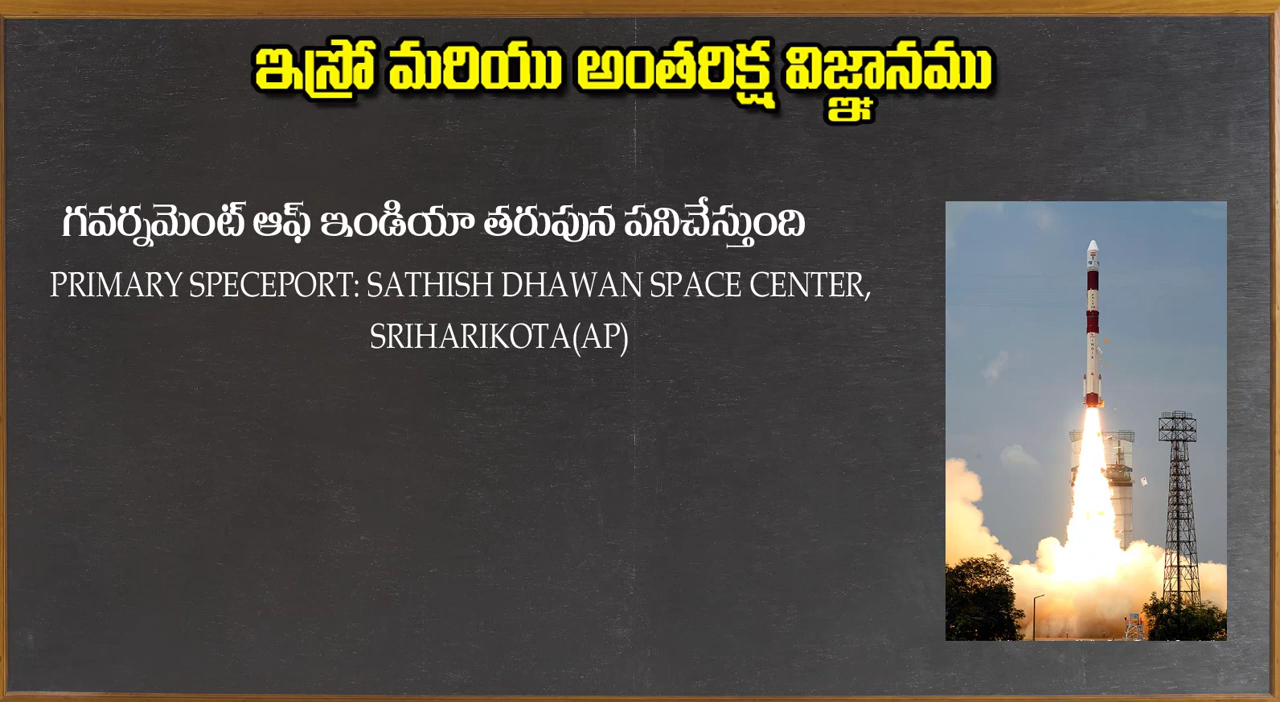 ఇస్రో మరియు అంతరిక్ష విజ్ఞానము
గవర్నమెంట్ ఆఫ్ ఇండియా తరుపున పనిచేస్తుంది
PRIMARY SPECEPORT: SATHISH DHAWAN SPACE CENTER,
SRIHARIKOTA(AP)